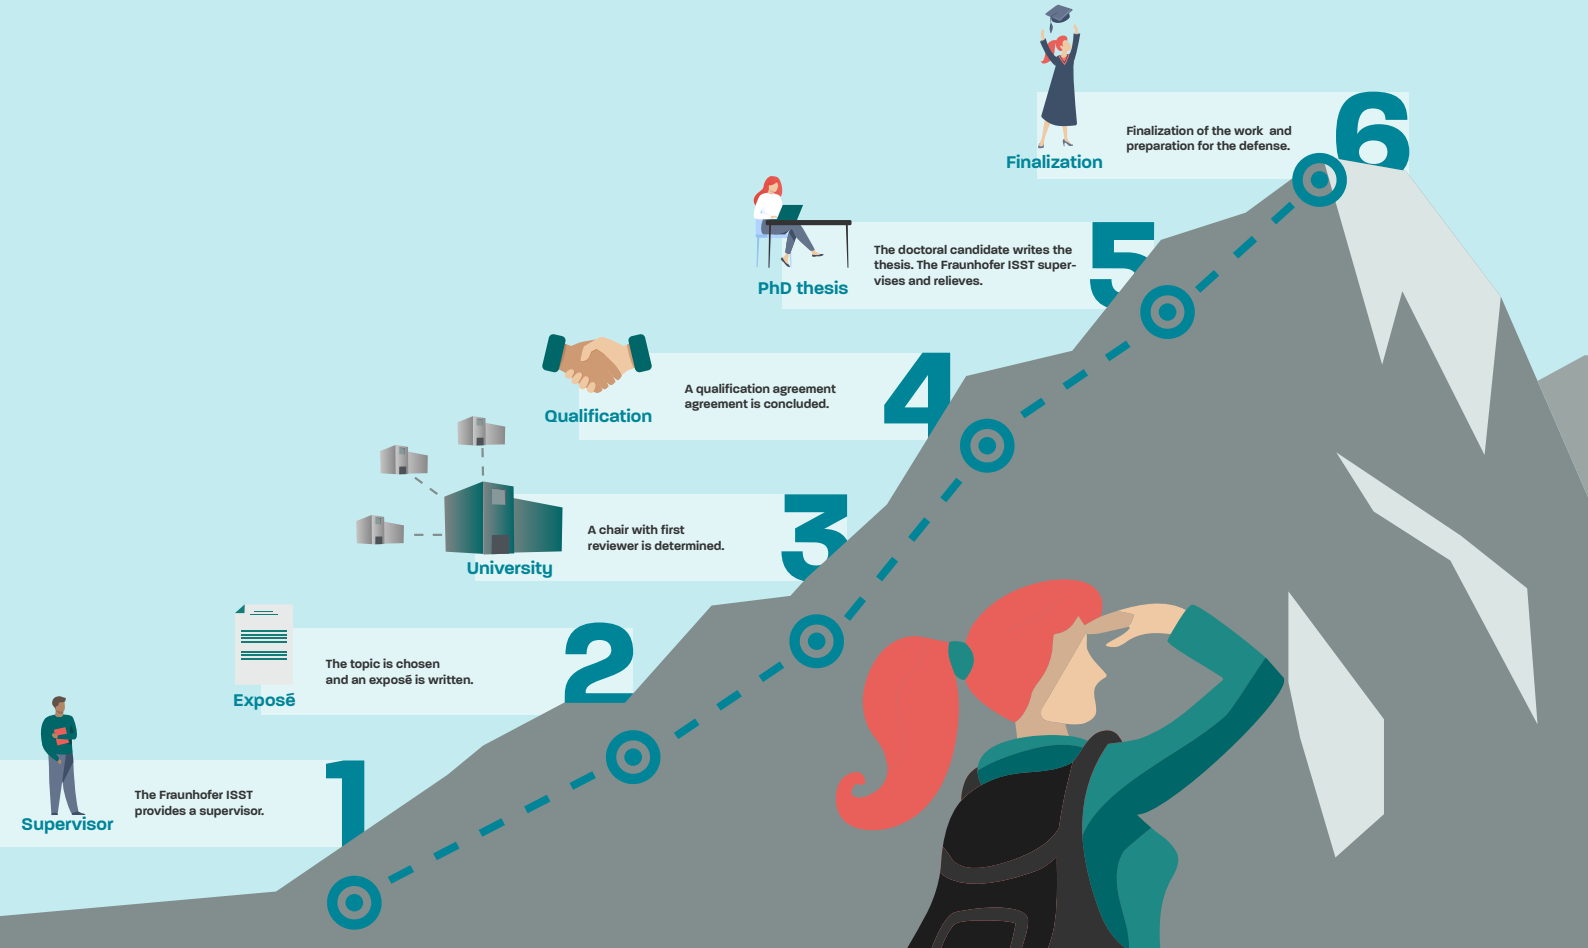 Finalization of the work and
preparation for the defense.
6
Finalization
The doctoral candidate writes the
thesis. The Fraunhofer ISST super-
vises and relieves.
5
PhD thesis
A qualification agreement
agreement is concluded.
4
Qualification
A chair with first
reviewer is determined.
3
University
The topic is chosen
and an exposé is written.
2
Exposé
The Fraunhofer ISST
provides a supervisor.
1
Supervisor